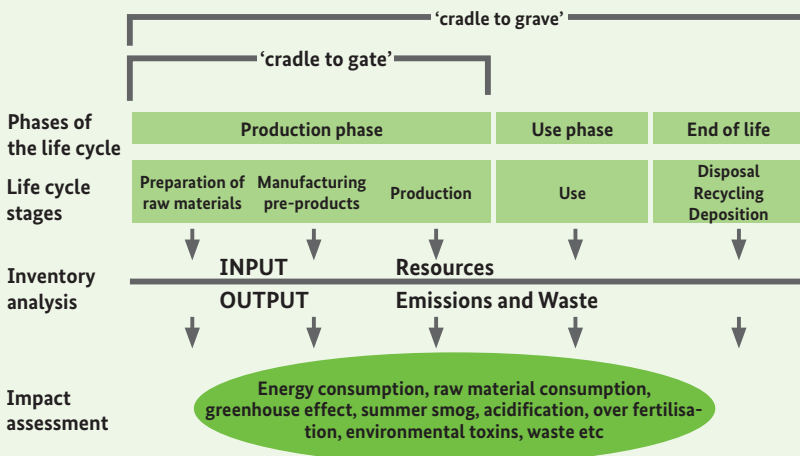 ‘cradle to grave’
‘cradle to gate’
Phases of
the life cycle
Production phase
Use phase
End of life
Life cycle
stages
Preparation of
raw materials
Manufacturing
pre-products
Production
Use
Disposal
Recycling
Deposition
Inventory
analysis
INPUT
Resources
OUTPUT
Emissions and Waste
Impact
assessment
Energy consumption, raw material consumption,
greenhouse effect, summer smog, acidification, over fertilisa-
tion, environmental toxins, waste etc